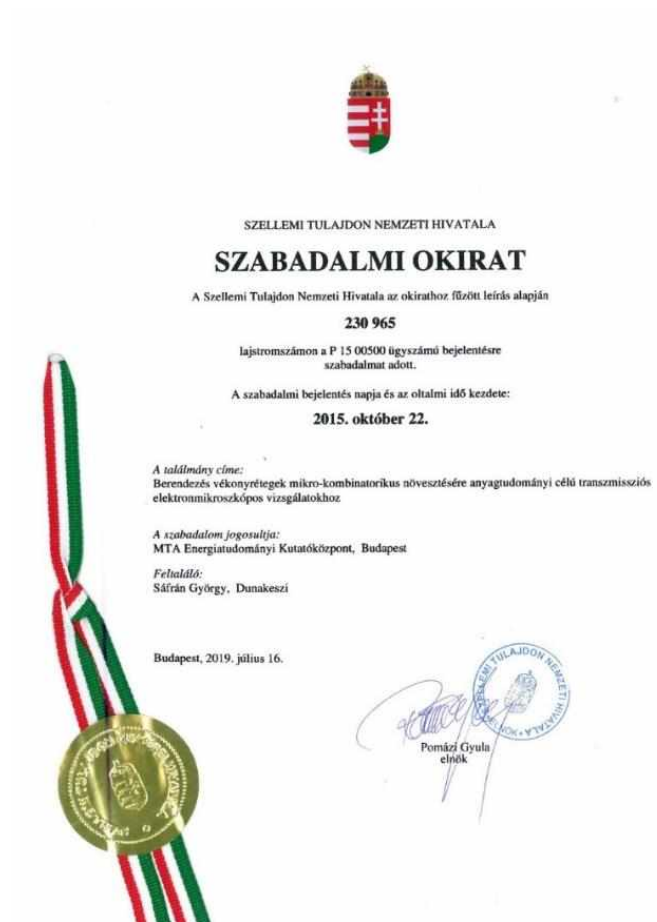 SZELLEMI TULAJDON NEMZETI HIVATALA
SZABADALMI OKIRAT
A Szellemi Tulajdon Nemzeti Hivatala az okirathoz fűzött leírás alapján
230 965
lajstromszámon a P 15 00500 ügyszámú bejelentésre
szabadalmat adott.
A szabadalmi bejelentés napja és az oltalmi idő kezdete:
2015. október 22.
A találmány címe:
Berendezés vékonyrétegek mikro-kombinatorikus növesztésére anyagtudományi célú transzmissziós
elektronmikroszkópos vizsgálatokhoz
A szabadalom jogosultja:
MTA Energiatudományi Kutatóközpont, Budapest
Feltaláló:
Sáfrán György, Dunakeszi
Budapest, 2019. július 16.
SZELLEMI TULAJDON NEMZETI HIVATALA
ELNÖK
Pomázi Gyula
elnök